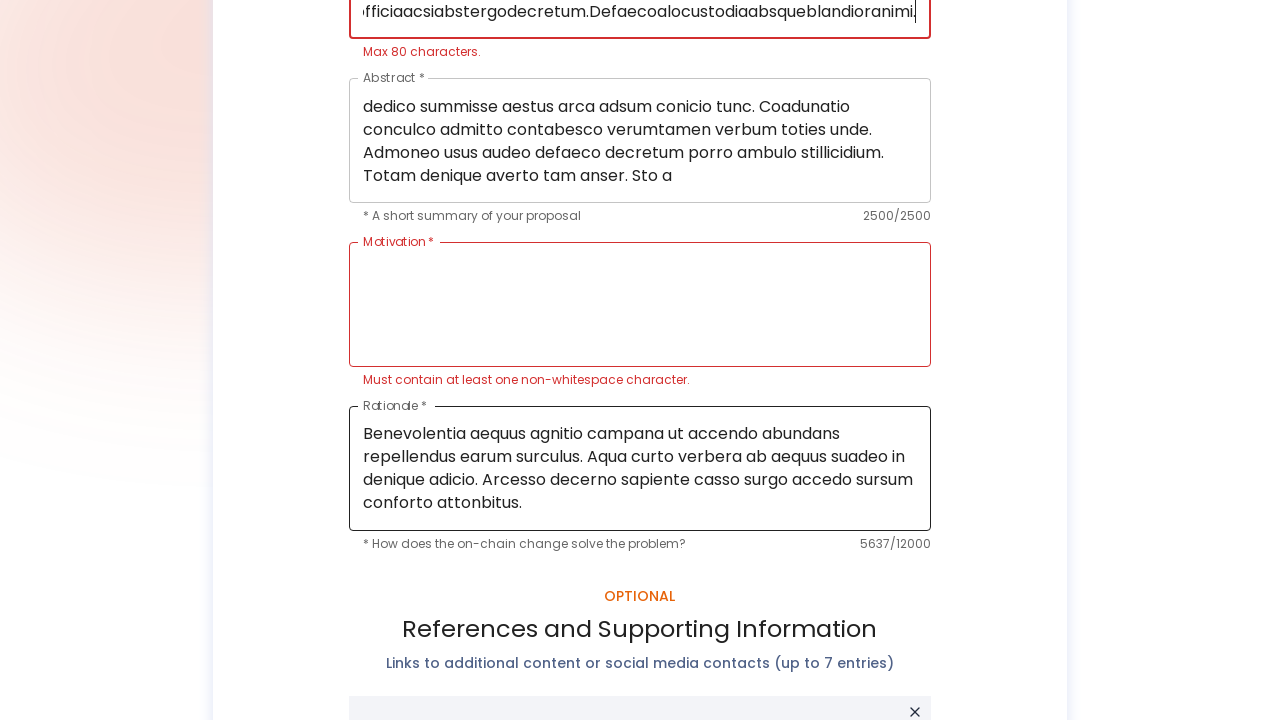 officiaacsiabstergodecretum.Defaecoalocustodiaabsqueblandioranimi.
Max 80 characters.
Abstract *
dedico summisse aestus arca adsum conicio tunc. Coadunatio
conculco admitto contabesco verumtamen verbum toties unde.
Admoneo usus audeo defaeco decretum porro ambulo stillicidium.
Totam denique averto tam anser. Sto a
* A short summary of your proposal 2500/2500
Motivation *
Must contain at least one non-whitespace character.
Rationale *
Benevolentia aequus agnitio campana ut accendo abundans
repellendus earum surculus. Aqua curto verbera ab aequus suadeo in
denique adicio. Arcesso decerno sapiente casso surgo accedo sursum
conforto attonbitus.
* How does the on-chain change solve the problem? 5637/12000
OPTIONAL
References and Supporting Information
Links to additional content or social media contacts (up to 7 entries)